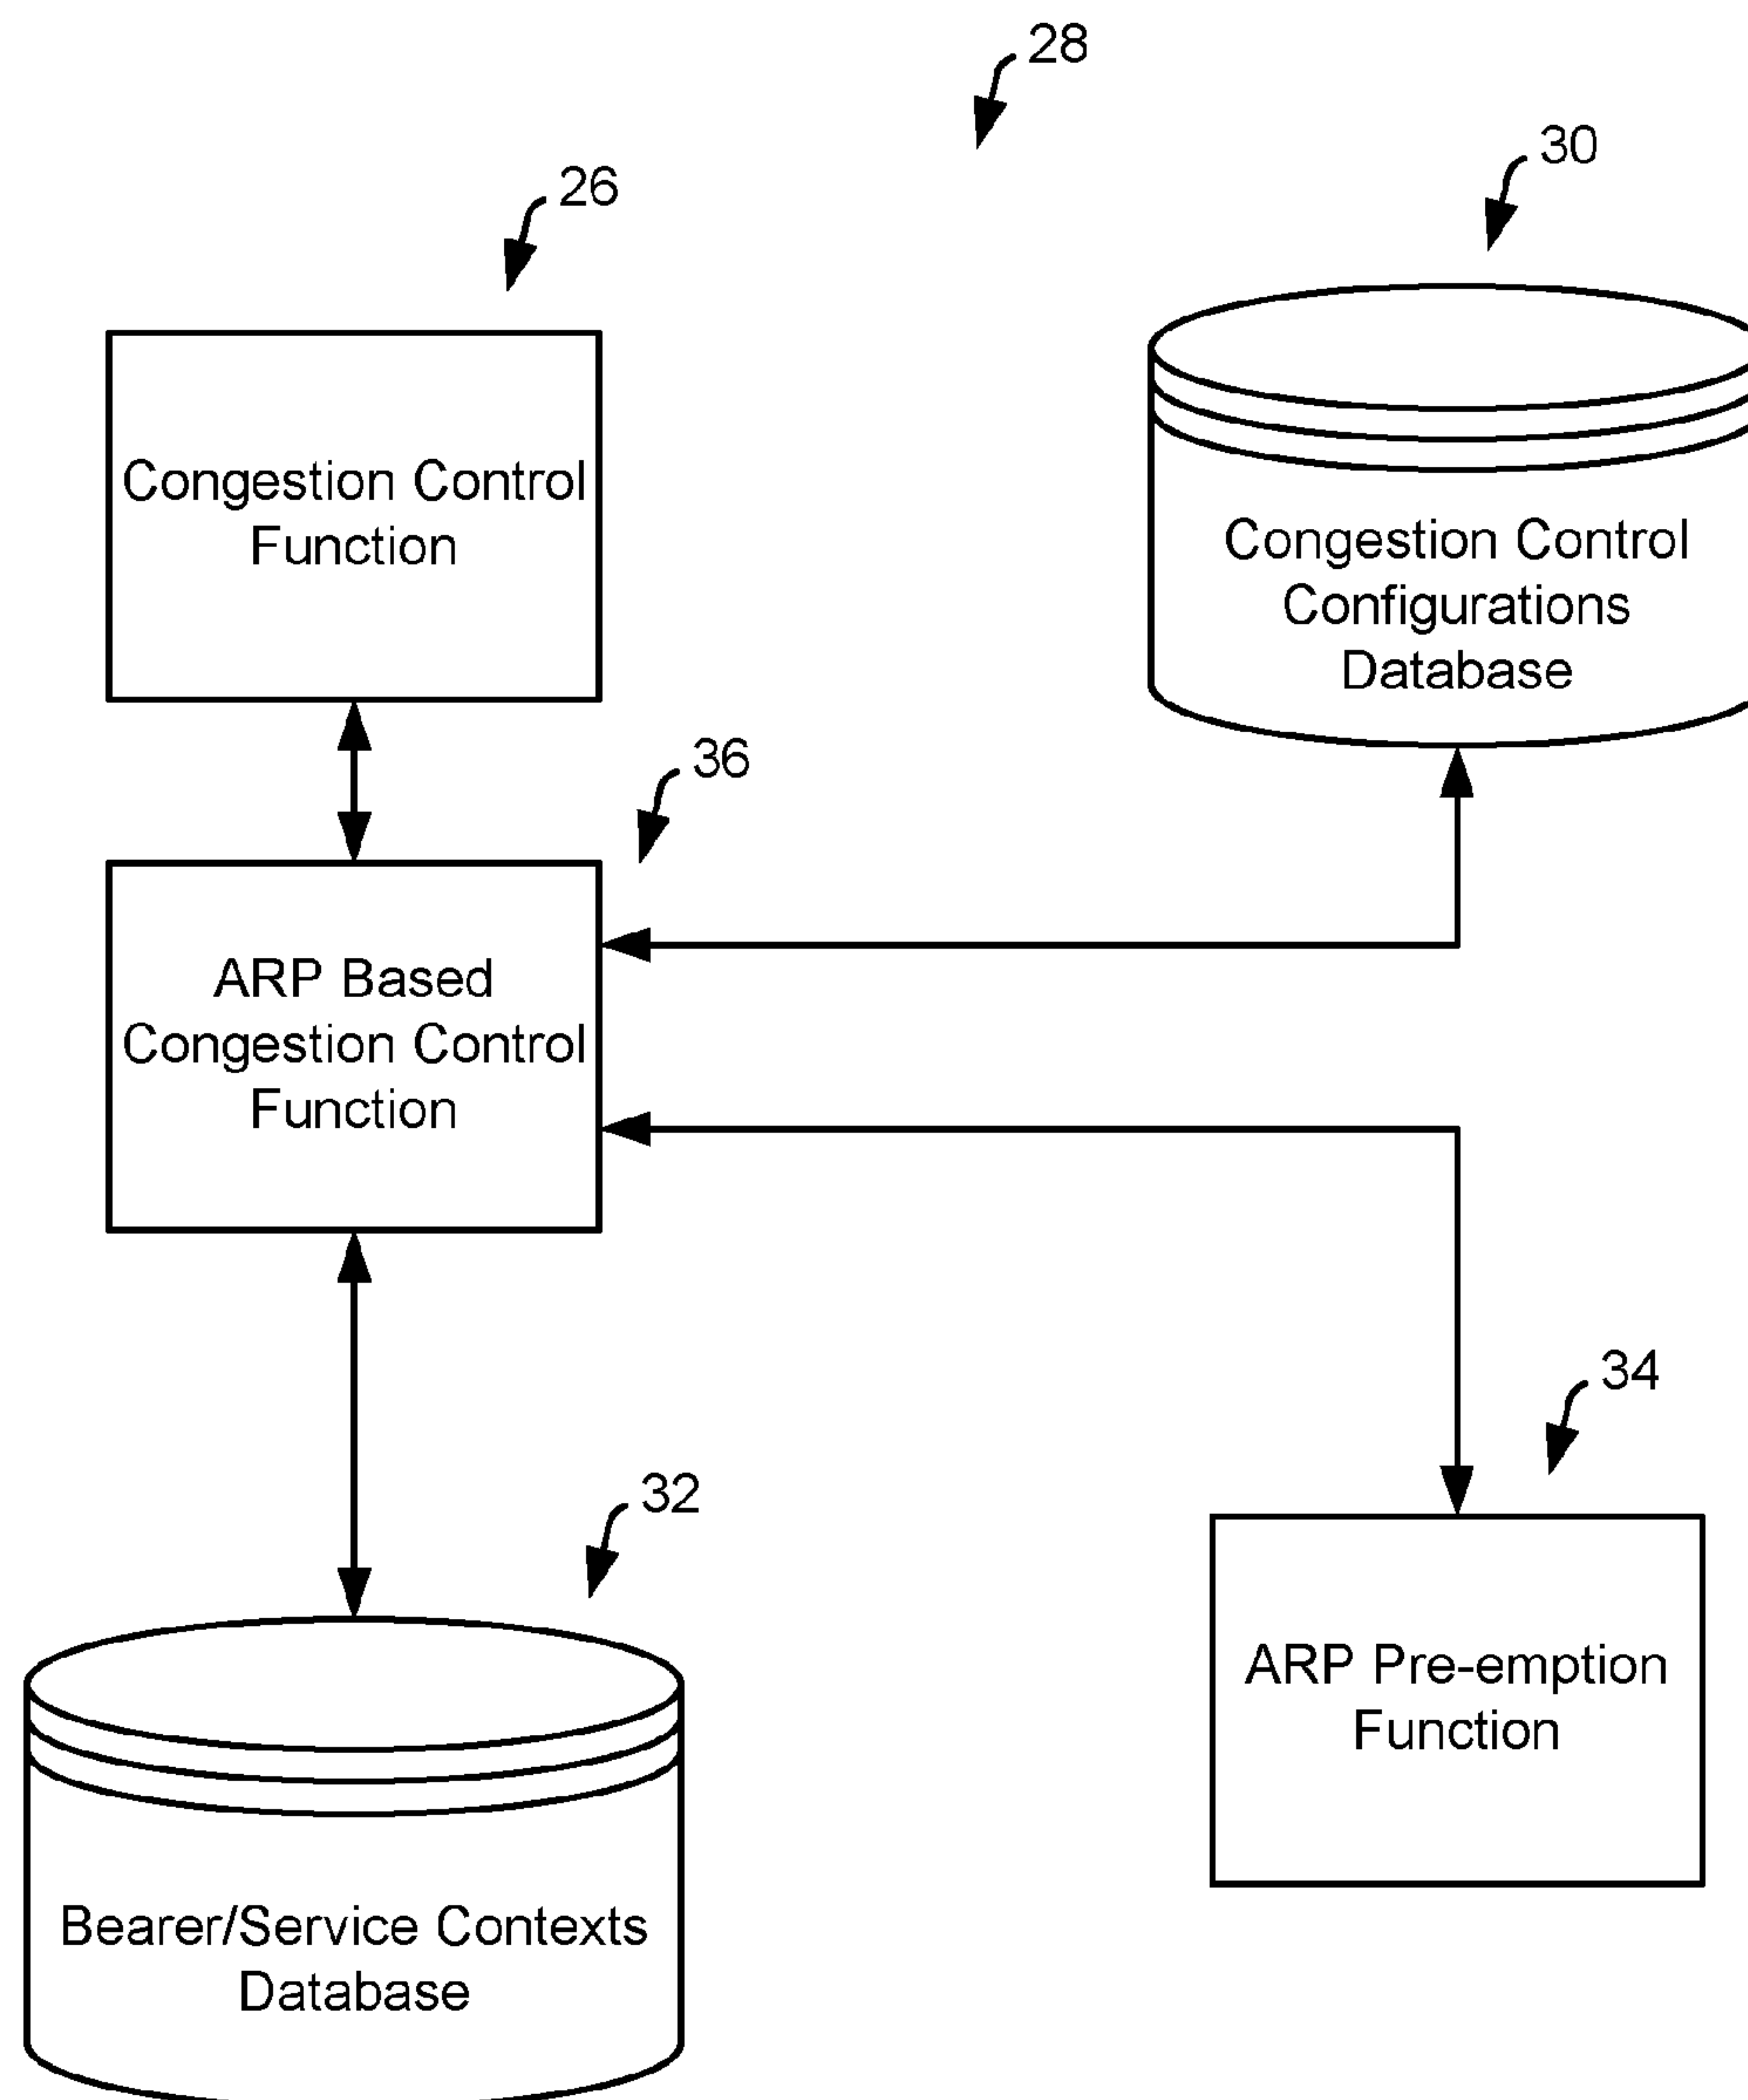 28
30
26
Congestion Control
Function
Congestion Control
Configurations
Database
36
ARP Based
Congestion Control
Function
34
32
ARP Pre-emption
Function
Bearer/Service Contexts
Database